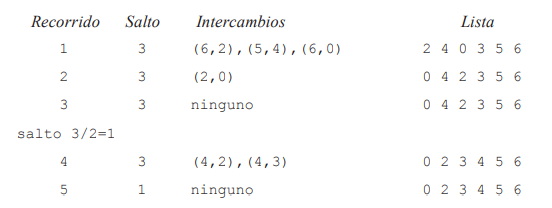 Recorrido Salto Intercambios Lista
1 3 (6,2),(5,4),(6,0) 2 4 0 3 5 6
2 3 (2,0) 0 4 2 3 5 6
3 3 ninguno 0 4 2 3 5 6
salto 3/2=1
4 3 (4,2),(4,3) 0 2 3 4 5 6
5 1 ninguno 0 2 3 4 5 6